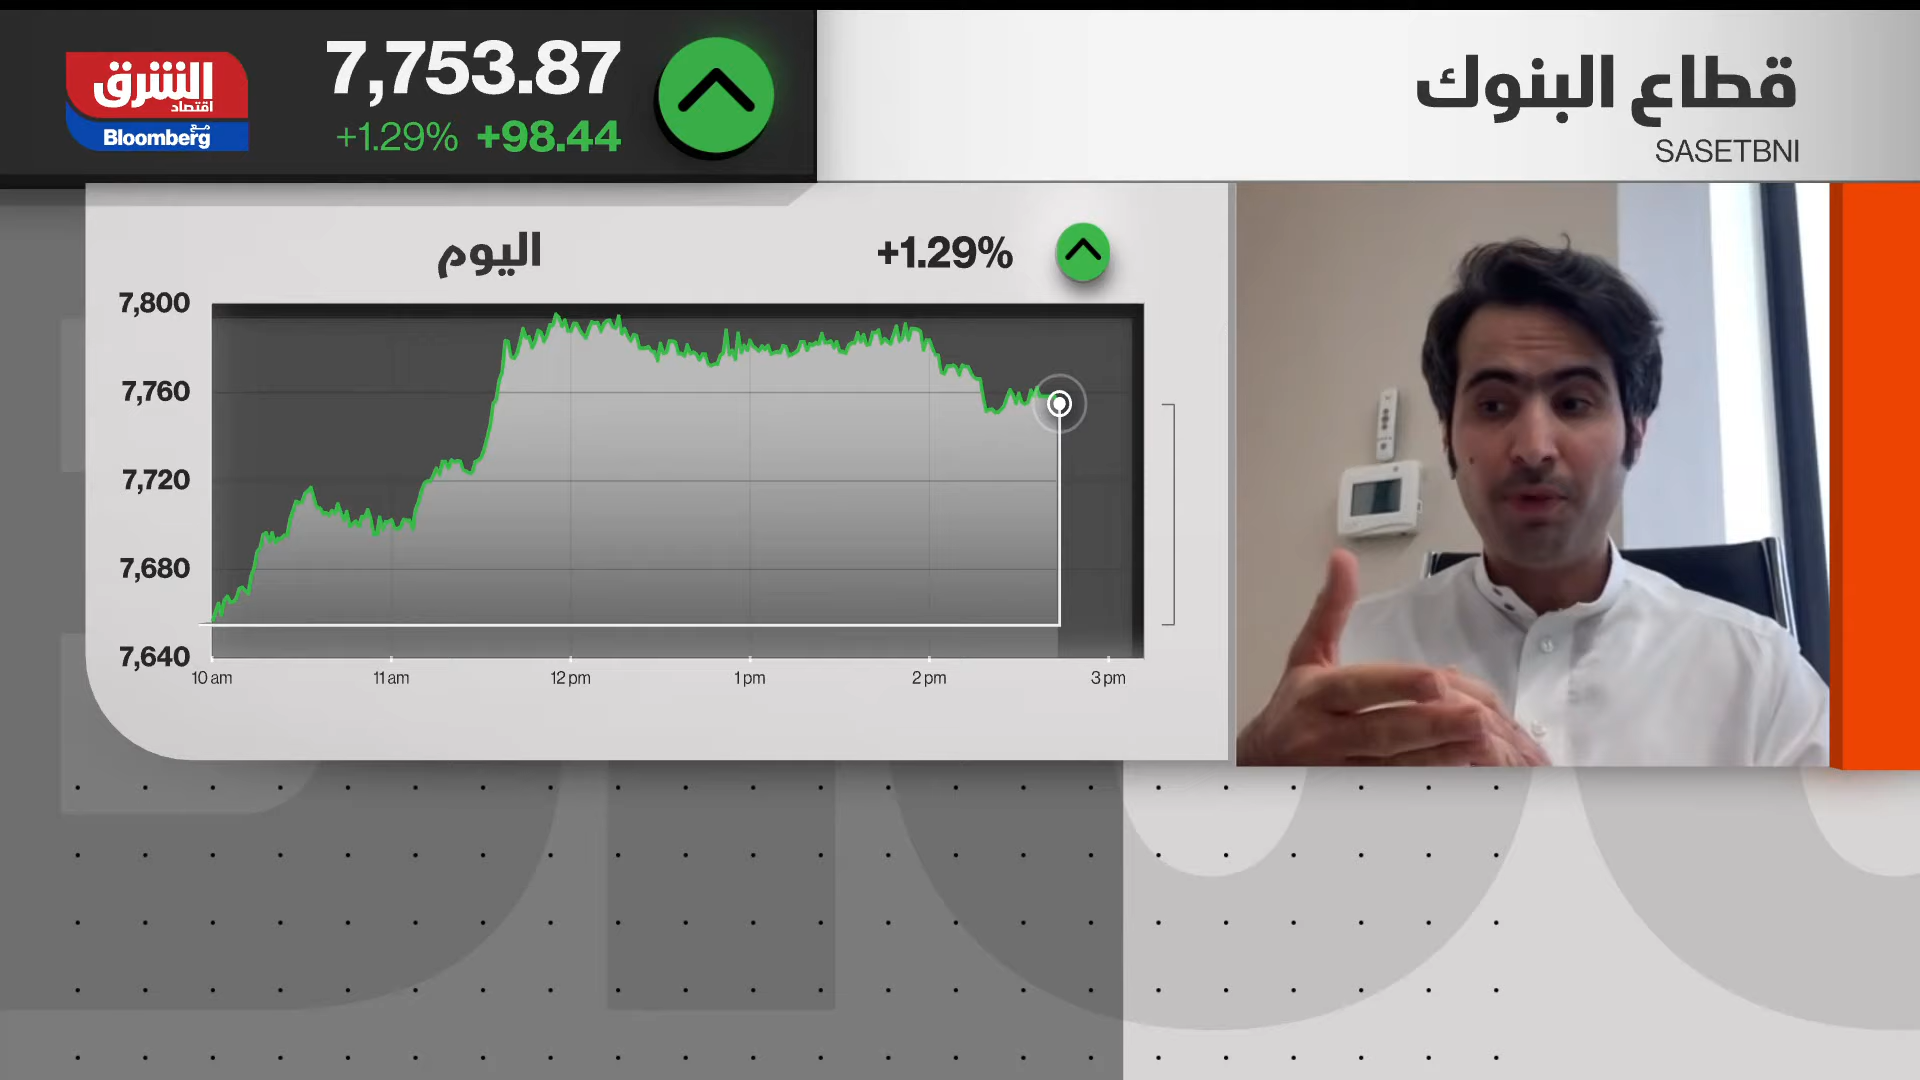 الشرق
اقتصاد
مع
Bloomberg
7,753.87
+1.29% +98.44
قطاع البنوك
SASETBNI
اليوم
+1.29%
7,800
7,760
7,720
7,680
7,640
10 am 11 am 12 pm 1 pm 2 pm 3 pm